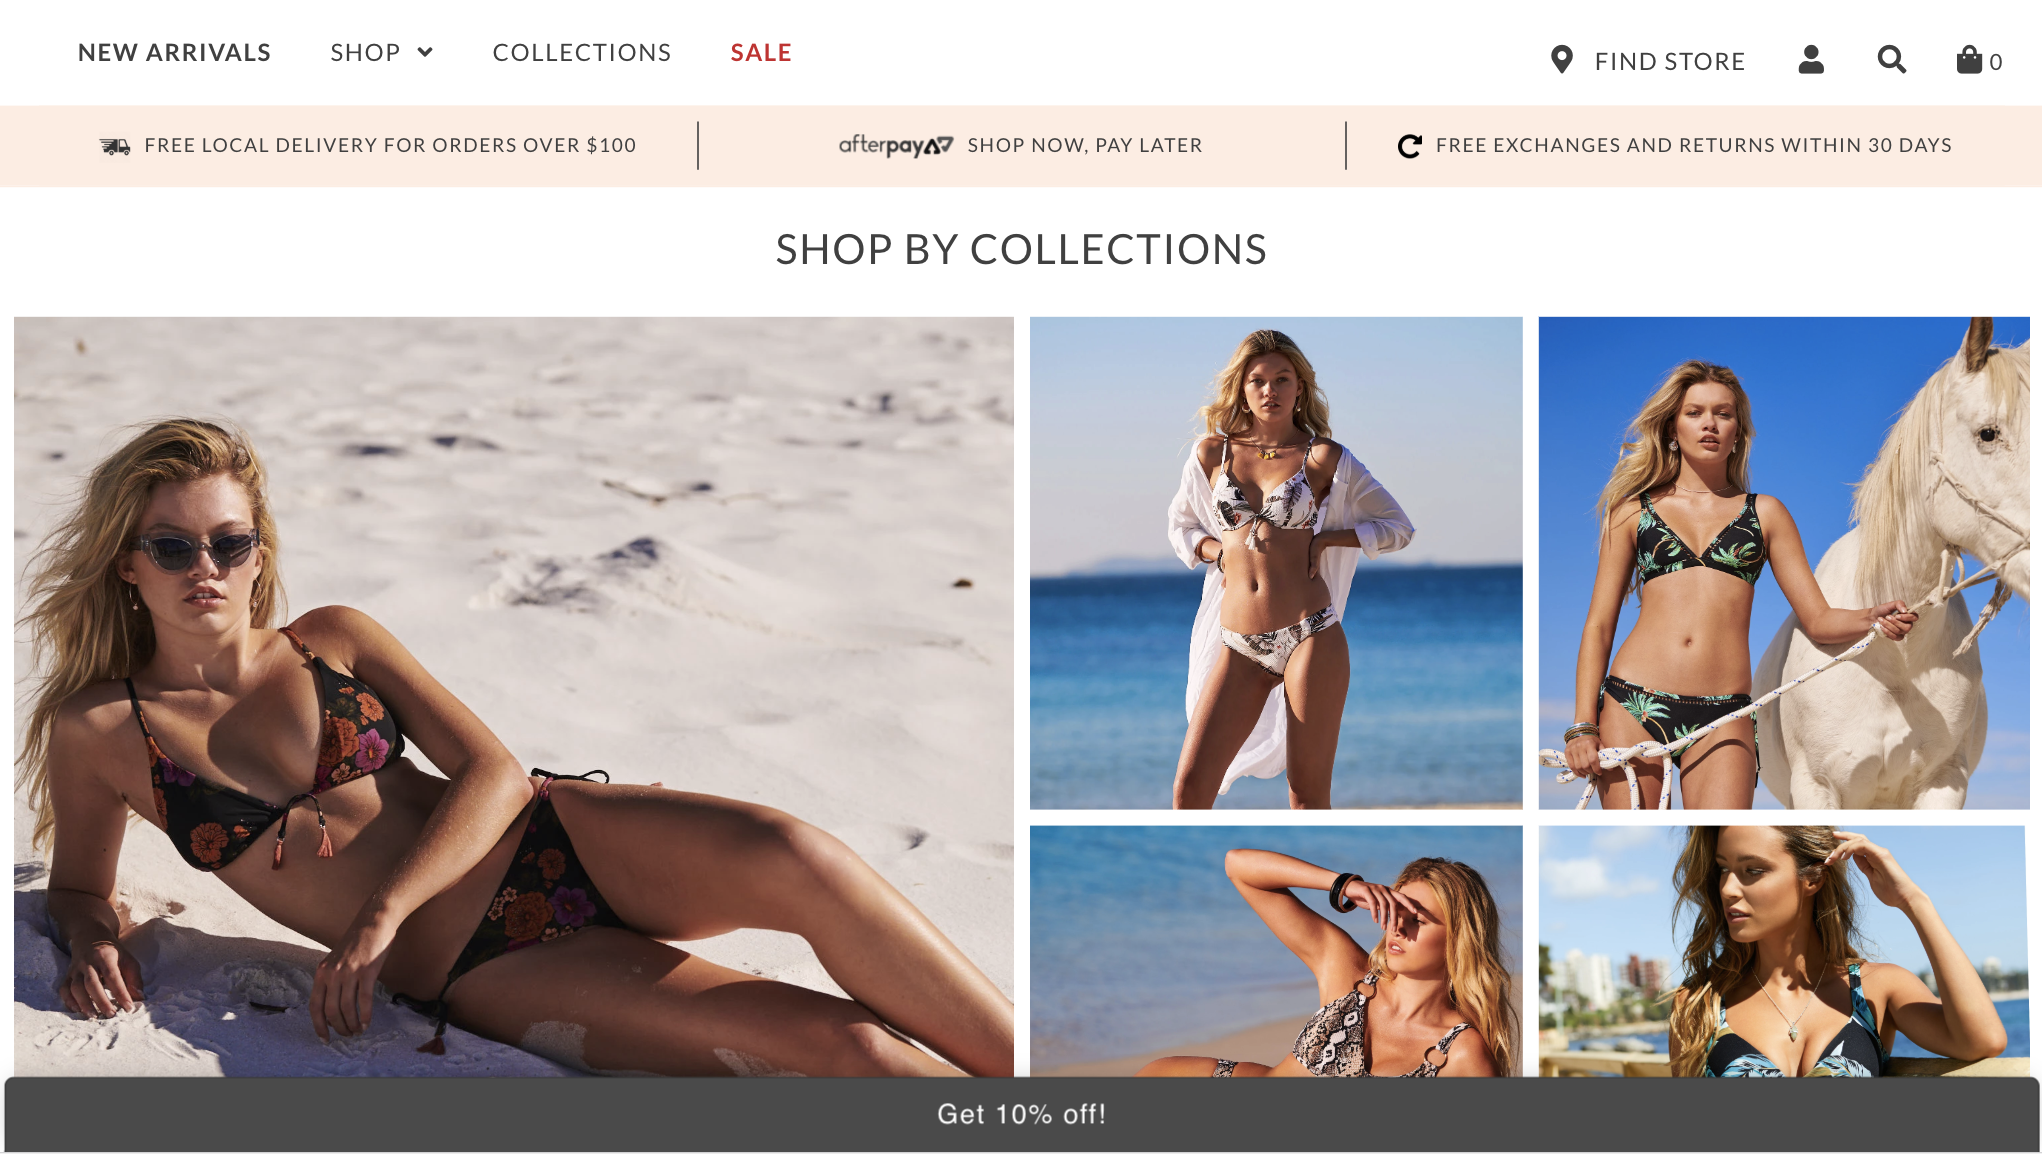 NEW ARRIVALS SHOP COLLECTIONS SALE FIND STORE 0
FREE LOCAL DELIVERY FOR ORDERS OVER $100 afterpay SHOP NOW, PAY LATER FREE EXCHANGES AND RETURNS WITHIN 30 DAYS
SHOP BY COLLECTIONS
Get 10% off!